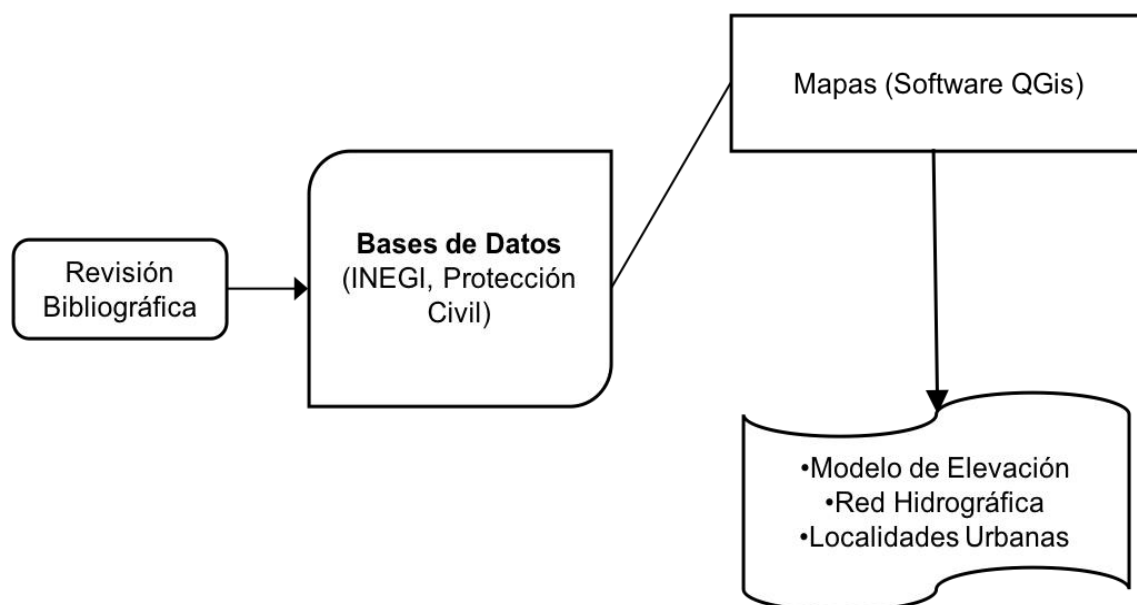 Mapas (Software QGis)
Bases de Datos
(INEGI, Protección
Civil)
Revisión
Bibliográfica
•Modelo de Elevación
•Red Hidrográfica
•Localidades Urbanas